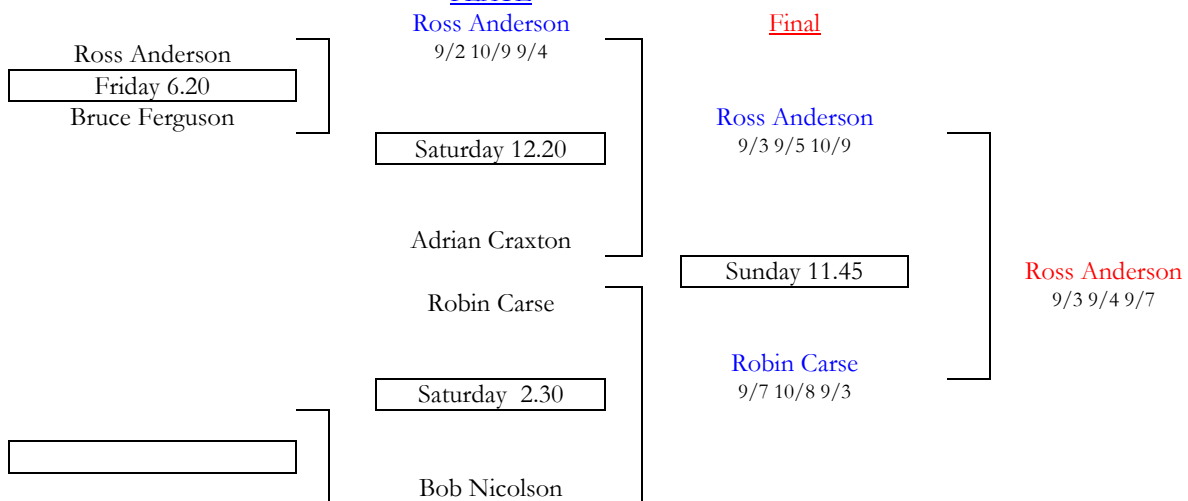 Ross Anderson
Friday 6.20
Bruce Ferguson
Ross Anderson
9/2 10/9 9/4
Saturday 12.20
Adrian Craxton
Robin Carse
Saturday 2.30
Bob Nicolson
Final
Ross Anderson
9/3 9/5 10/9
Sunday 11.45
Robin Carse
9/7 10/8 9/3
Ross Anderson
9/3 9/4 9/7